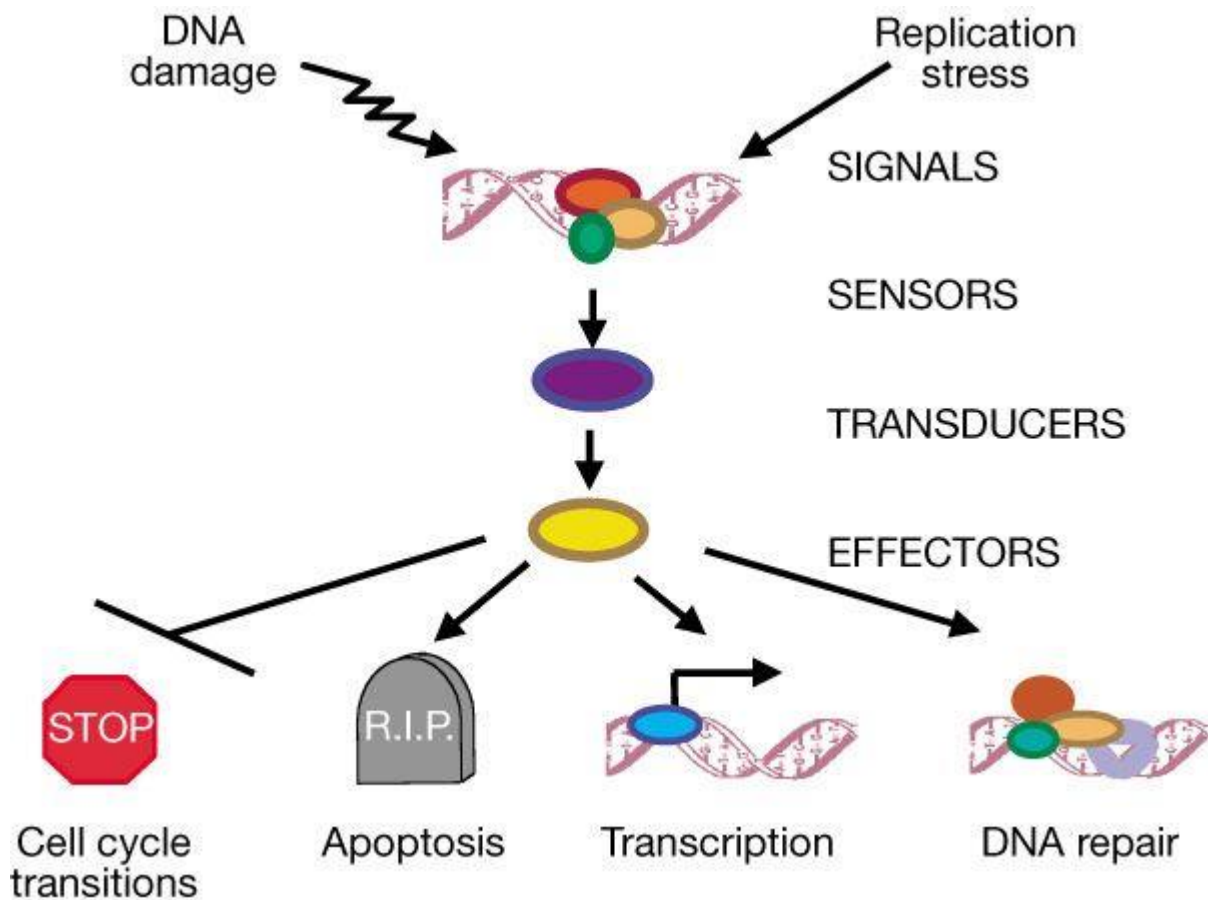 DNA
damage
Replication
stress
SIGNALS
SENSORS
TRANSDUCERS
EFFECTORS
STOP
R.I.P.
Cell cycle
transitions
Apoptosis
Transcription
DNA repair